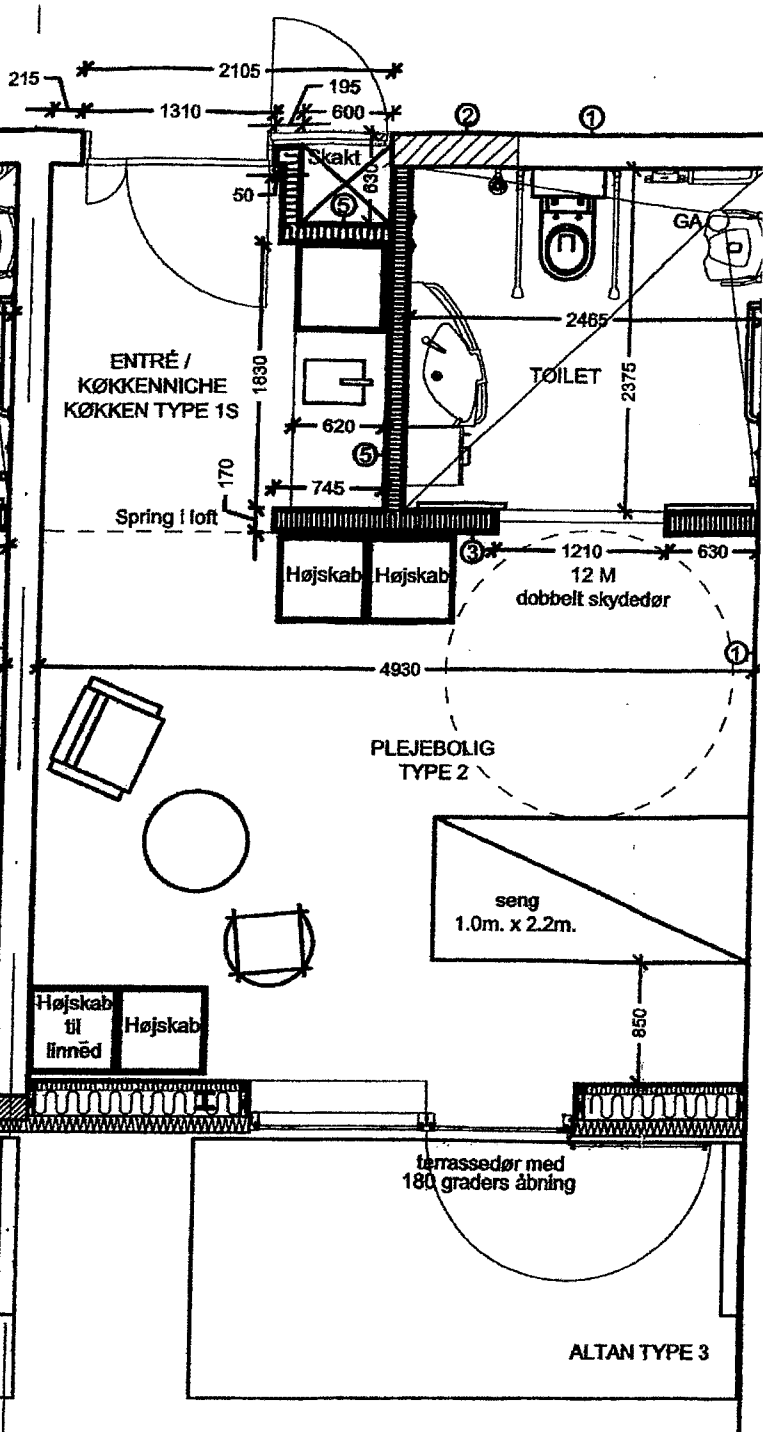 2105
215
195
1310
600
②
①
Skakt
630
50
⑤
GA
2465
ENTRÉ /
KØKKENNICHE
KØKKEN TYPE 1S
1830
TOILET
2375
620
⑤
170
745
Spring i loft
③
1210
630
Højskab
Højskab
12 M
dobbelt skydedør
①
4930
PLEJEBOLIG
TYPE 2
seng
1.0m. x 2.2m.
Højskab
til
linned
Højskab
850
terrassedør med
180 graders åbning
ALTAN TYPE 3